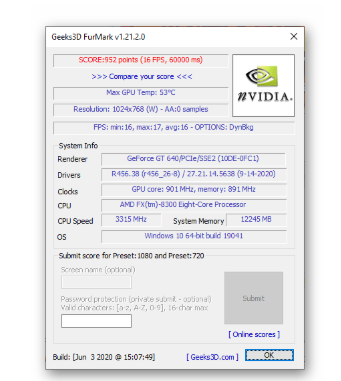 Geeks3D FurMark v1.21.2.0
SCORE:952 points (16 FPS, 60000 ms)
>>> Compare your score <<<
Max GPU Temp: 53°C
Resolution: 1024x768 (W) - AA:0 samples
FPS: min:16, max:17, avg:16 - OPTIONS: DynBkg
NVIDIA.
System Info
Renderer GeForce GT 640/PCIe/SSE2 (10DE-0FC1)
Drivers R456.38 (r456_26-8) / 27.21.14.5638 (9-14-2020)
Clocks GPU core: 901 MHz, memory: 891 MHz
CPU AMD FX(tm)-8300 Eight-Core Processor
CPU Speed 3315 MHz System Memory 12245 MB
OS Windows 10 64-bit build 19041
Submit score for Preset:1080 and Preset:720
Screen name (optional)
Password protection (private submit - optional)
Valid characters: [a-z, A-Z, 0-9], 16-char max
Submit
[ Online scores ]
Build: [Jun 3 2020 @ 15:07:49] [ Geeks3D.com ] OK